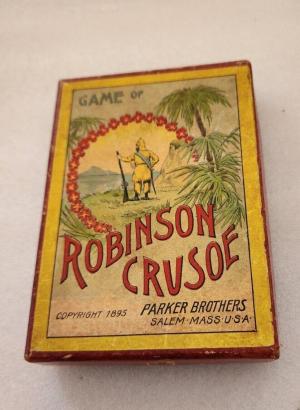 GAME OF
ROBINSON
CRUSOE
COPYRIGHT 1895 PARKER BROTHERS
SALEM·MASS·U·S·A·